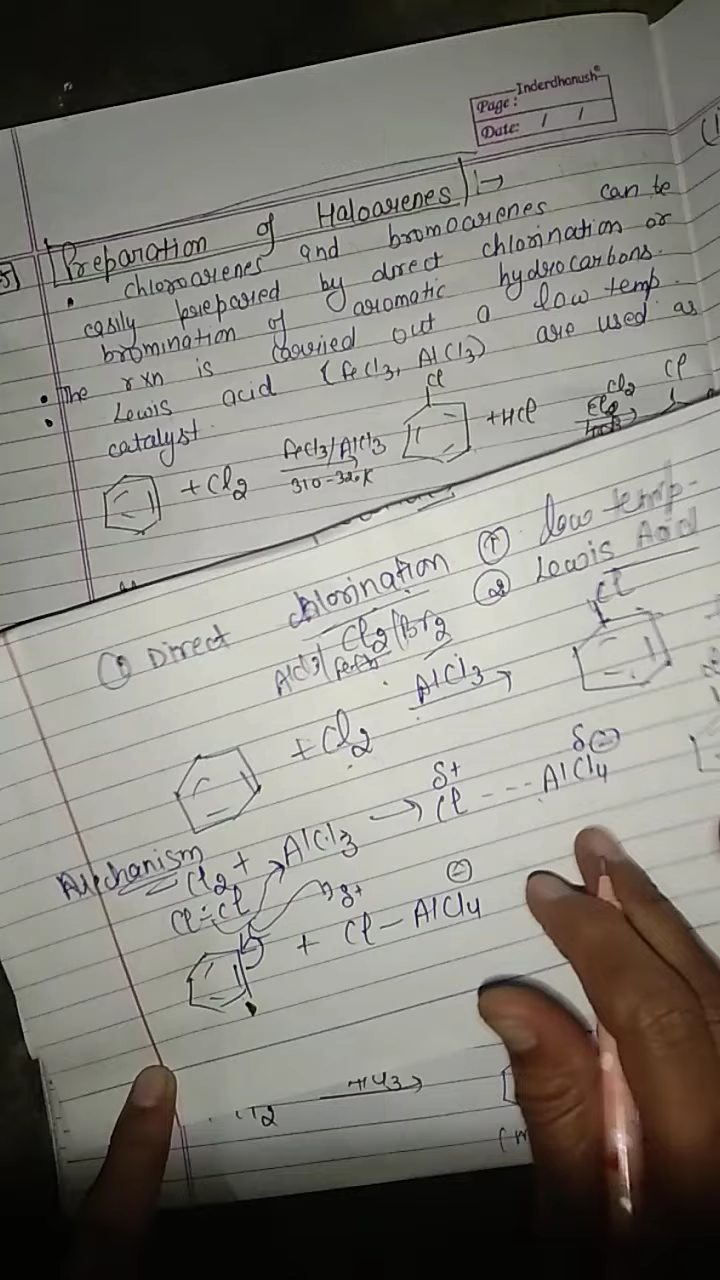 Inderdhanush
Page:
Date: / /
5] Preparation of Haloarenes :→
• Chloroarenes and bromoarenes can be
easily prepared by direct chlorination or
bromination of aromatic hydrocarbons.
• The rxn is carried out a low temp.
• Lewis acid (FeCl3, AlCl3) are used as
catalyst.
Cl
+ Cl2 FeCl3/AlCl3 + HCl Cl2 Cl
310-320K
① Direct chlorination ① low temp.
Cl2/Br2 ② Lewis Acid
AlCl3/
Cl
+ Cl2 AlCl3 →
Mechanism
Cl2 + AlCl3 → δ+ Cl --- δ⊖ AlCl4
Cl-Cl
δ+ ⊖
+ Cl - AlCl4